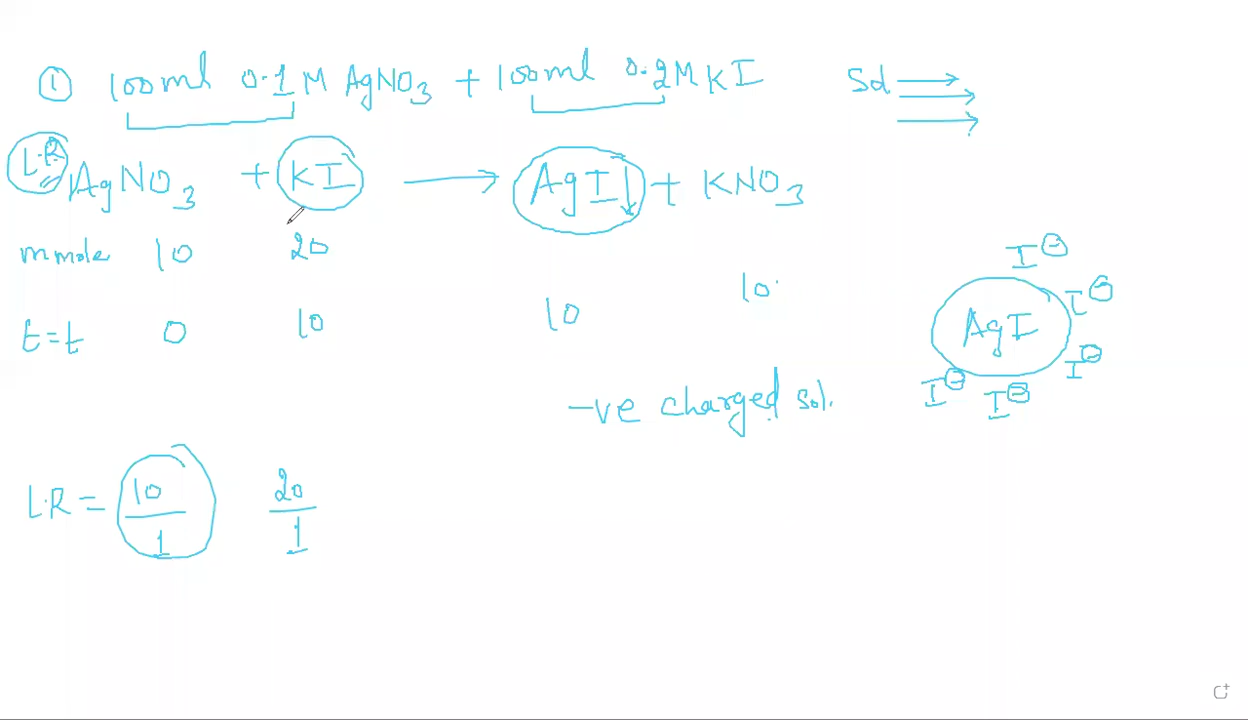 ① 100ml 0.1M AgNO3 + 100ml 0.2M KI Sol
L.R AgNO3 + KI → AgI↓ + KNO3
mmole 10 20
t=t 0 10 10 10
I⊖
I⊖
AgI
I⊖
I⊖ I⊖
-ve charged sol.
L.R = 10/1 20/1